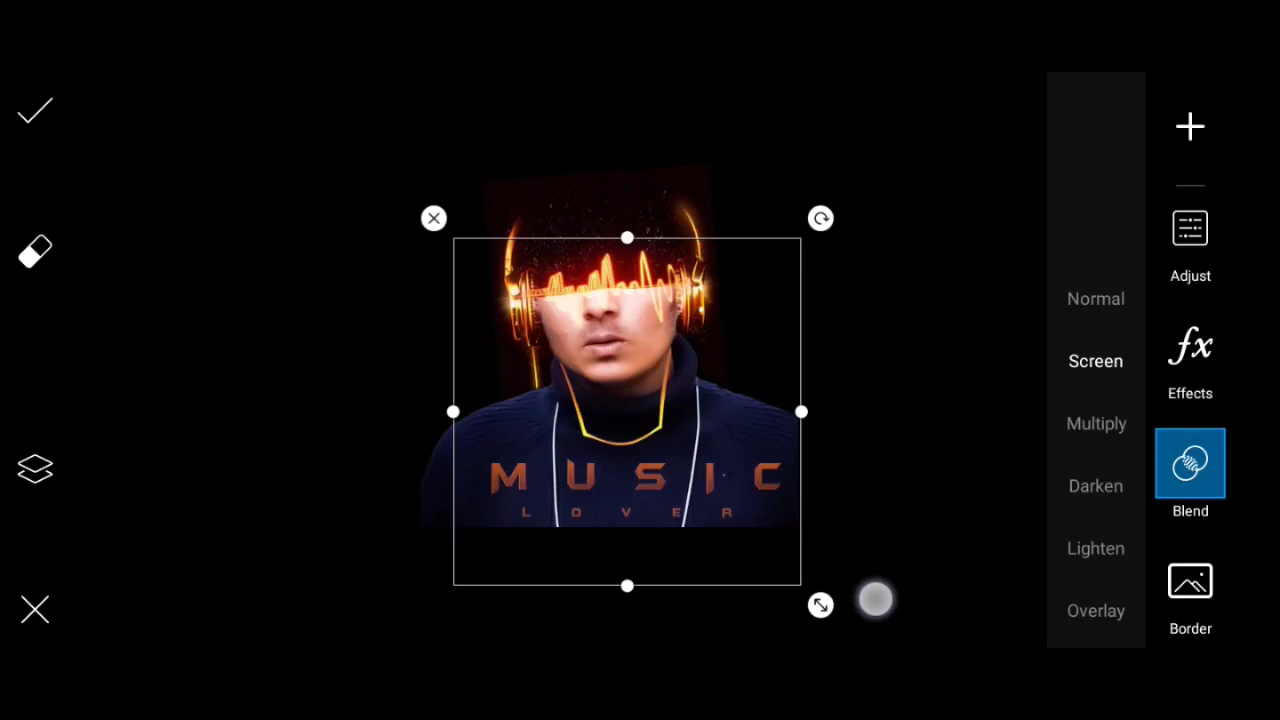 Adjust
Normal
Screen
Effects
Multiply
MUSIC
Darken
Blend
LOVER
Lighten
Overlay
Border